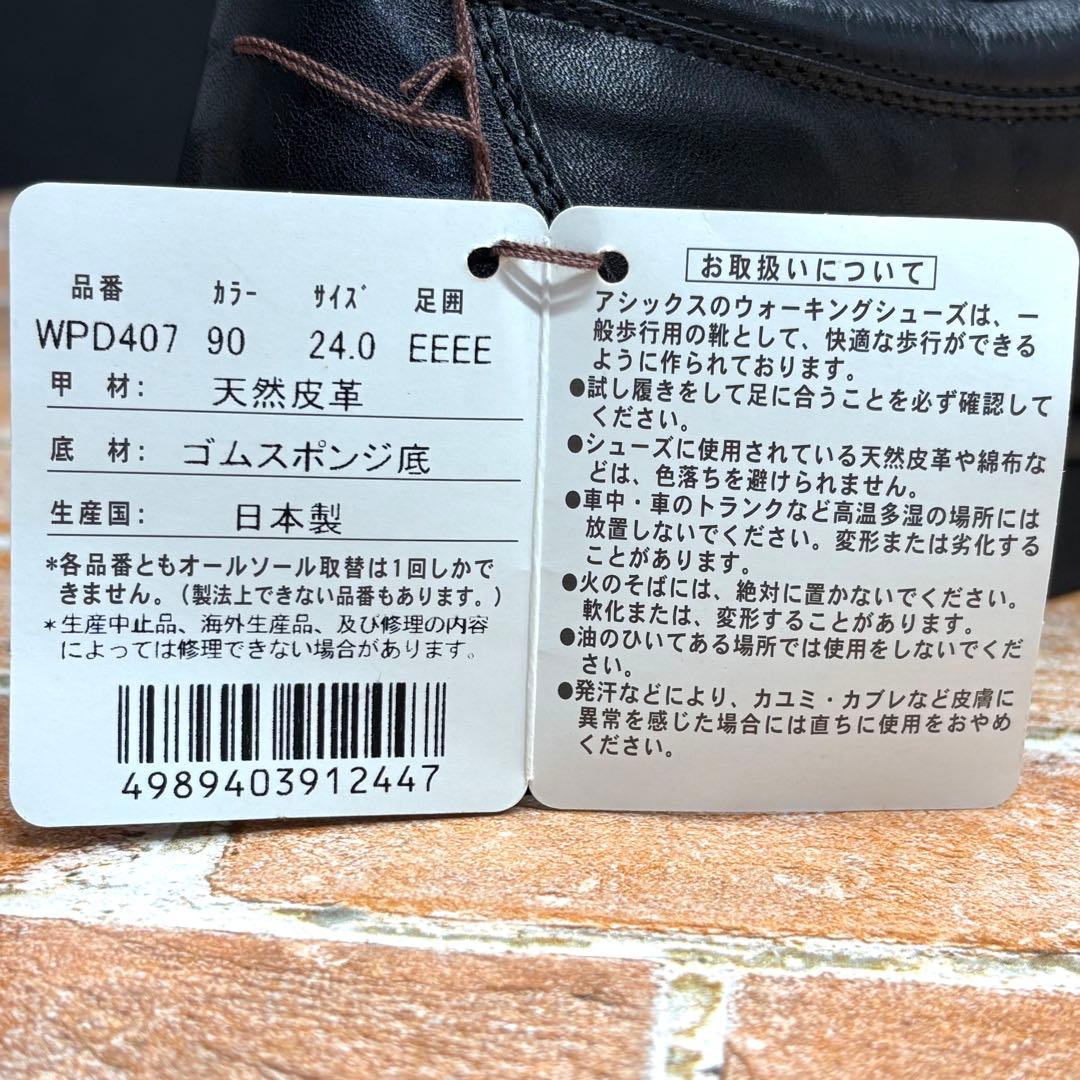 品番 カラー サイズ 足囲
WPD407 90 24.0 EEEE
甲 材： 天然皮革
底 材： ゴムスポンジ底
生産国： 日本製
*各品番ともオールソール取替は1回しかで
きません。(製法上できない品番もあります。)
*生産中止品、海外生産品、及び修理の内容
によっては修理できない場合があります。
4989403912447
お取扱いについて
アシックスのウォーキングシューズは、一
般歩行用の靴として、快適な歩行ができる
ように作られております。
●試し履きをして足に合うことを必ず確認して
ください。
●シューズに使用されている天然皮革や綿布な
どは、色落ちを避けられません。
●車中・車のトランクなど高温多湿の場所には
放置しないでください。変形または劣化する
ことがあります。
●火のそばには、絶対に置かないでください。
軟化または、変形することがあります。
●油のひいてある場所では使用をしないでくだ
さい。
●発汗などにより、カユミ・カブレなど皮膚に
異常を感じた場合には直ちに使用をおやめ
ください。